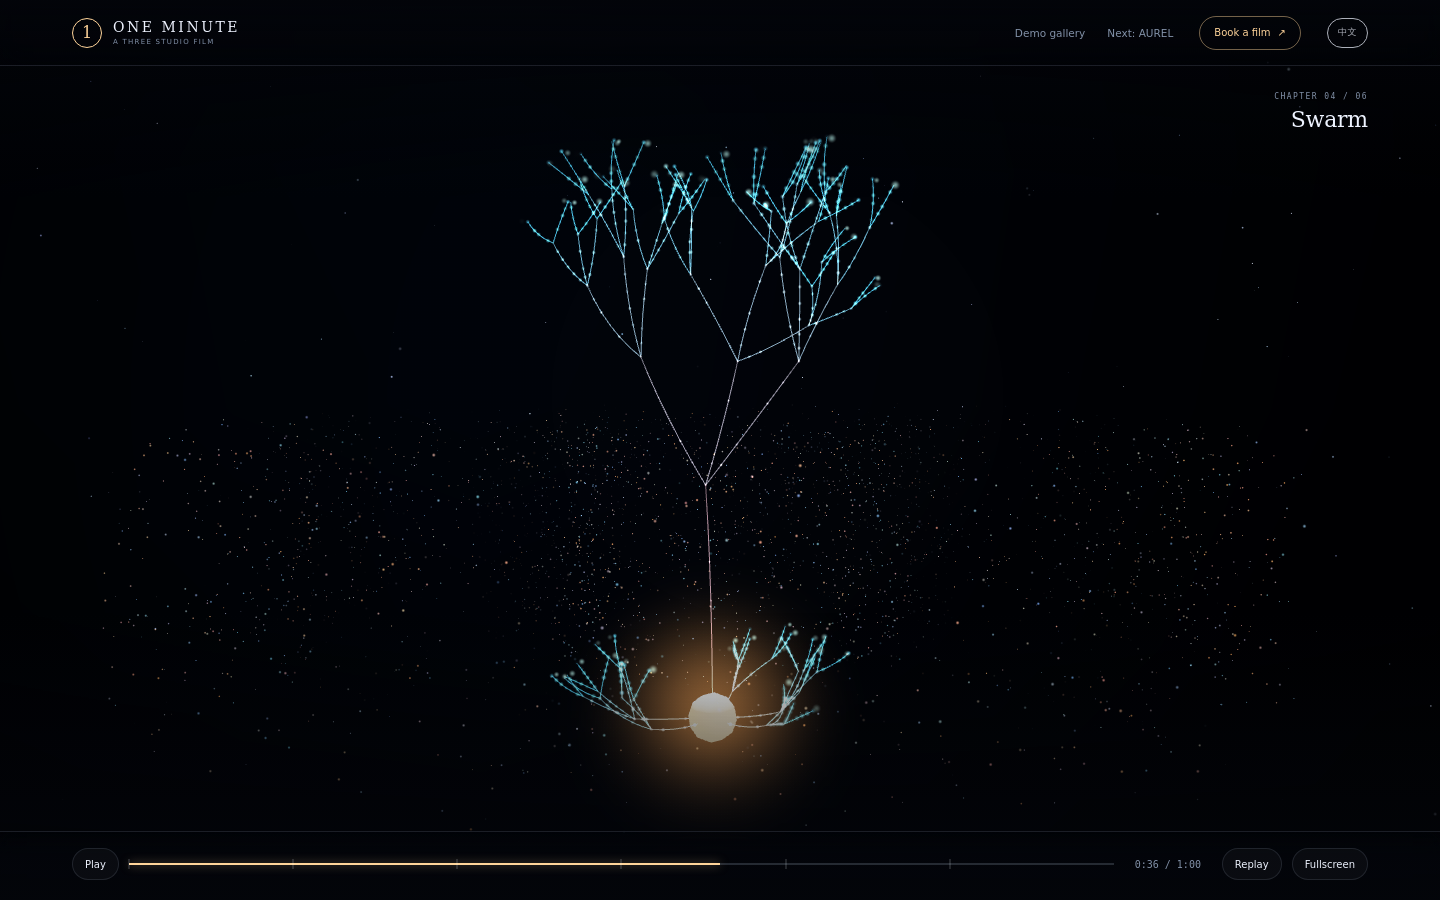 1
ONE MINUTE
A THREE STUDIO FILM
Demo gallery
Next: AUREL
Book a film ↗
中文
CHAPTER 04 / 06
Swarm
Play
0:36 / 1:00
Replay
Fullscreen